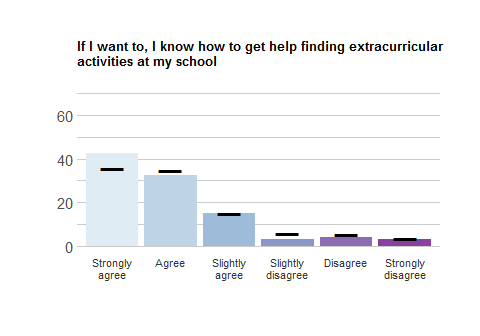 If I want to, I know how to get help finding extracurricular
activities at my school
60
40
20
0
Strongly
agree
Agree
Slightly
agree
Slightly
disagree
Disagree
Strongly
disagree